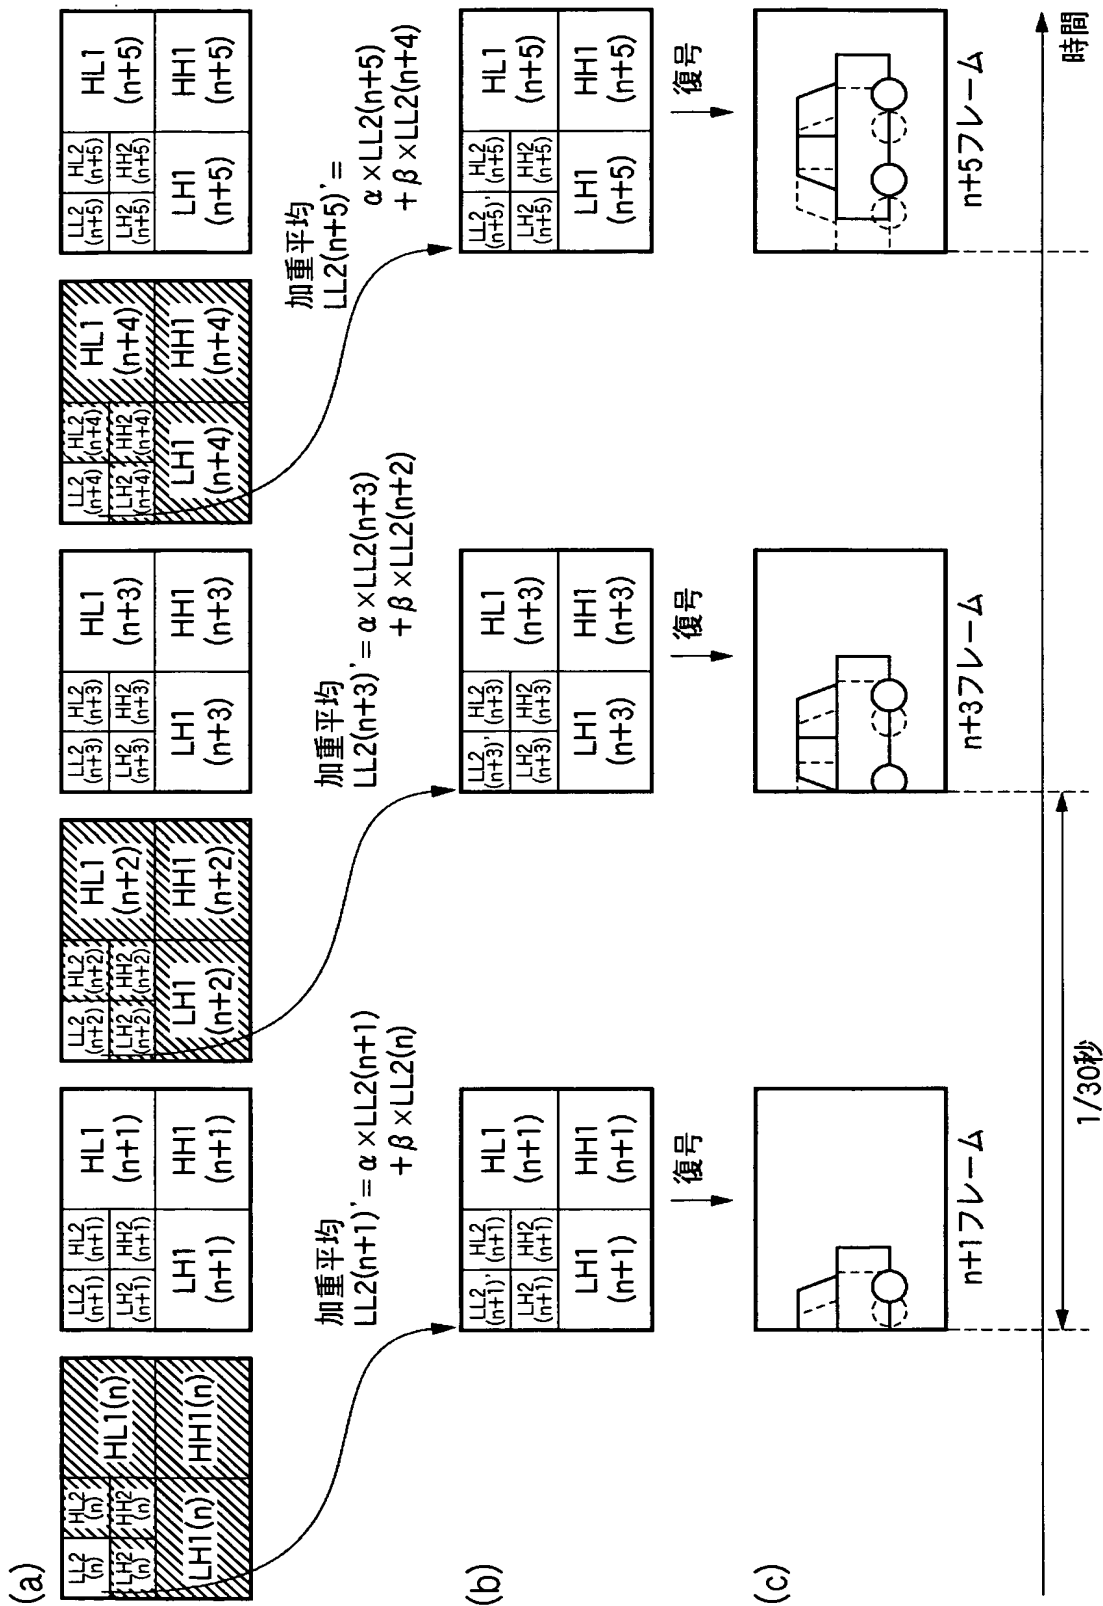 (a)
LL2
(n)
HL2
(n)
HL1(n)
LH2
(n)
HH2
(n)
LH1(n)
HH1(n)
LL2
(n+1)
HL2
(n+1)
HL1
(n+1)
LH2
(n+1)
HH2
(n+1)
LH1
(n+1)
HH1
(n+1)
LL2
(n+2)
HL2
(n+2)
HL1
(n+2)
LH2
(n+2)
HH2
(n+2)
LH1
(n+2)
HH1
(n+2)
LL2
(n+3)
HL2
(n+3)
HL1
(n+3)
LH2
(n+3)
HH2
(n+3)
LH1
(n+3)
HH1
(n+3)
LL2
(n+4)
HL2
(n+4)
HL1
(n+4)
LH2
(n+4)
HH2
(n+4)
LH1
(n+4)
HH1
(n+4)
LL2
(n+5)
HL2
(n+5)
HL1
(n+5)
LH2
(n+5)
HH2
(n+5)
LH1
(n+5)
HH1
(n+5)
加重平均
LL2(n+1)'=α×LL2(n+1)
+β×LL2(n)
加重平均
LL2(n+3)'=α×LL2(n+3)
+β×LL2(n+2)
加重平均
LL2(n+5)'=
α×LL2(n+5)
+β×LL2(n+4)
(b)
LL2
(n+1)'
HL2
(n+1)
HL1
(n+1)
LH2
(n+1)
HH2
(n+1)
LH1
(n+1)
HH1
(n+1)
LL2
(n+3)'
HL2
(n+3)
HL1
(n+3)
LH2
(n+3)
HH2
(n+3)
LH1
(n+3)
HH1
(n+3)
LL2
(n+5)'
HL2
(n+5)
HL1
(n+5)
LH2
(n+5)
HH2
(n+5)
LH1
(n+5)
HH1
(n+5)
復号
復号
復号
(c)
n+1フレーム
n+3フレーム
n+5フレーム
1/30秒
時間